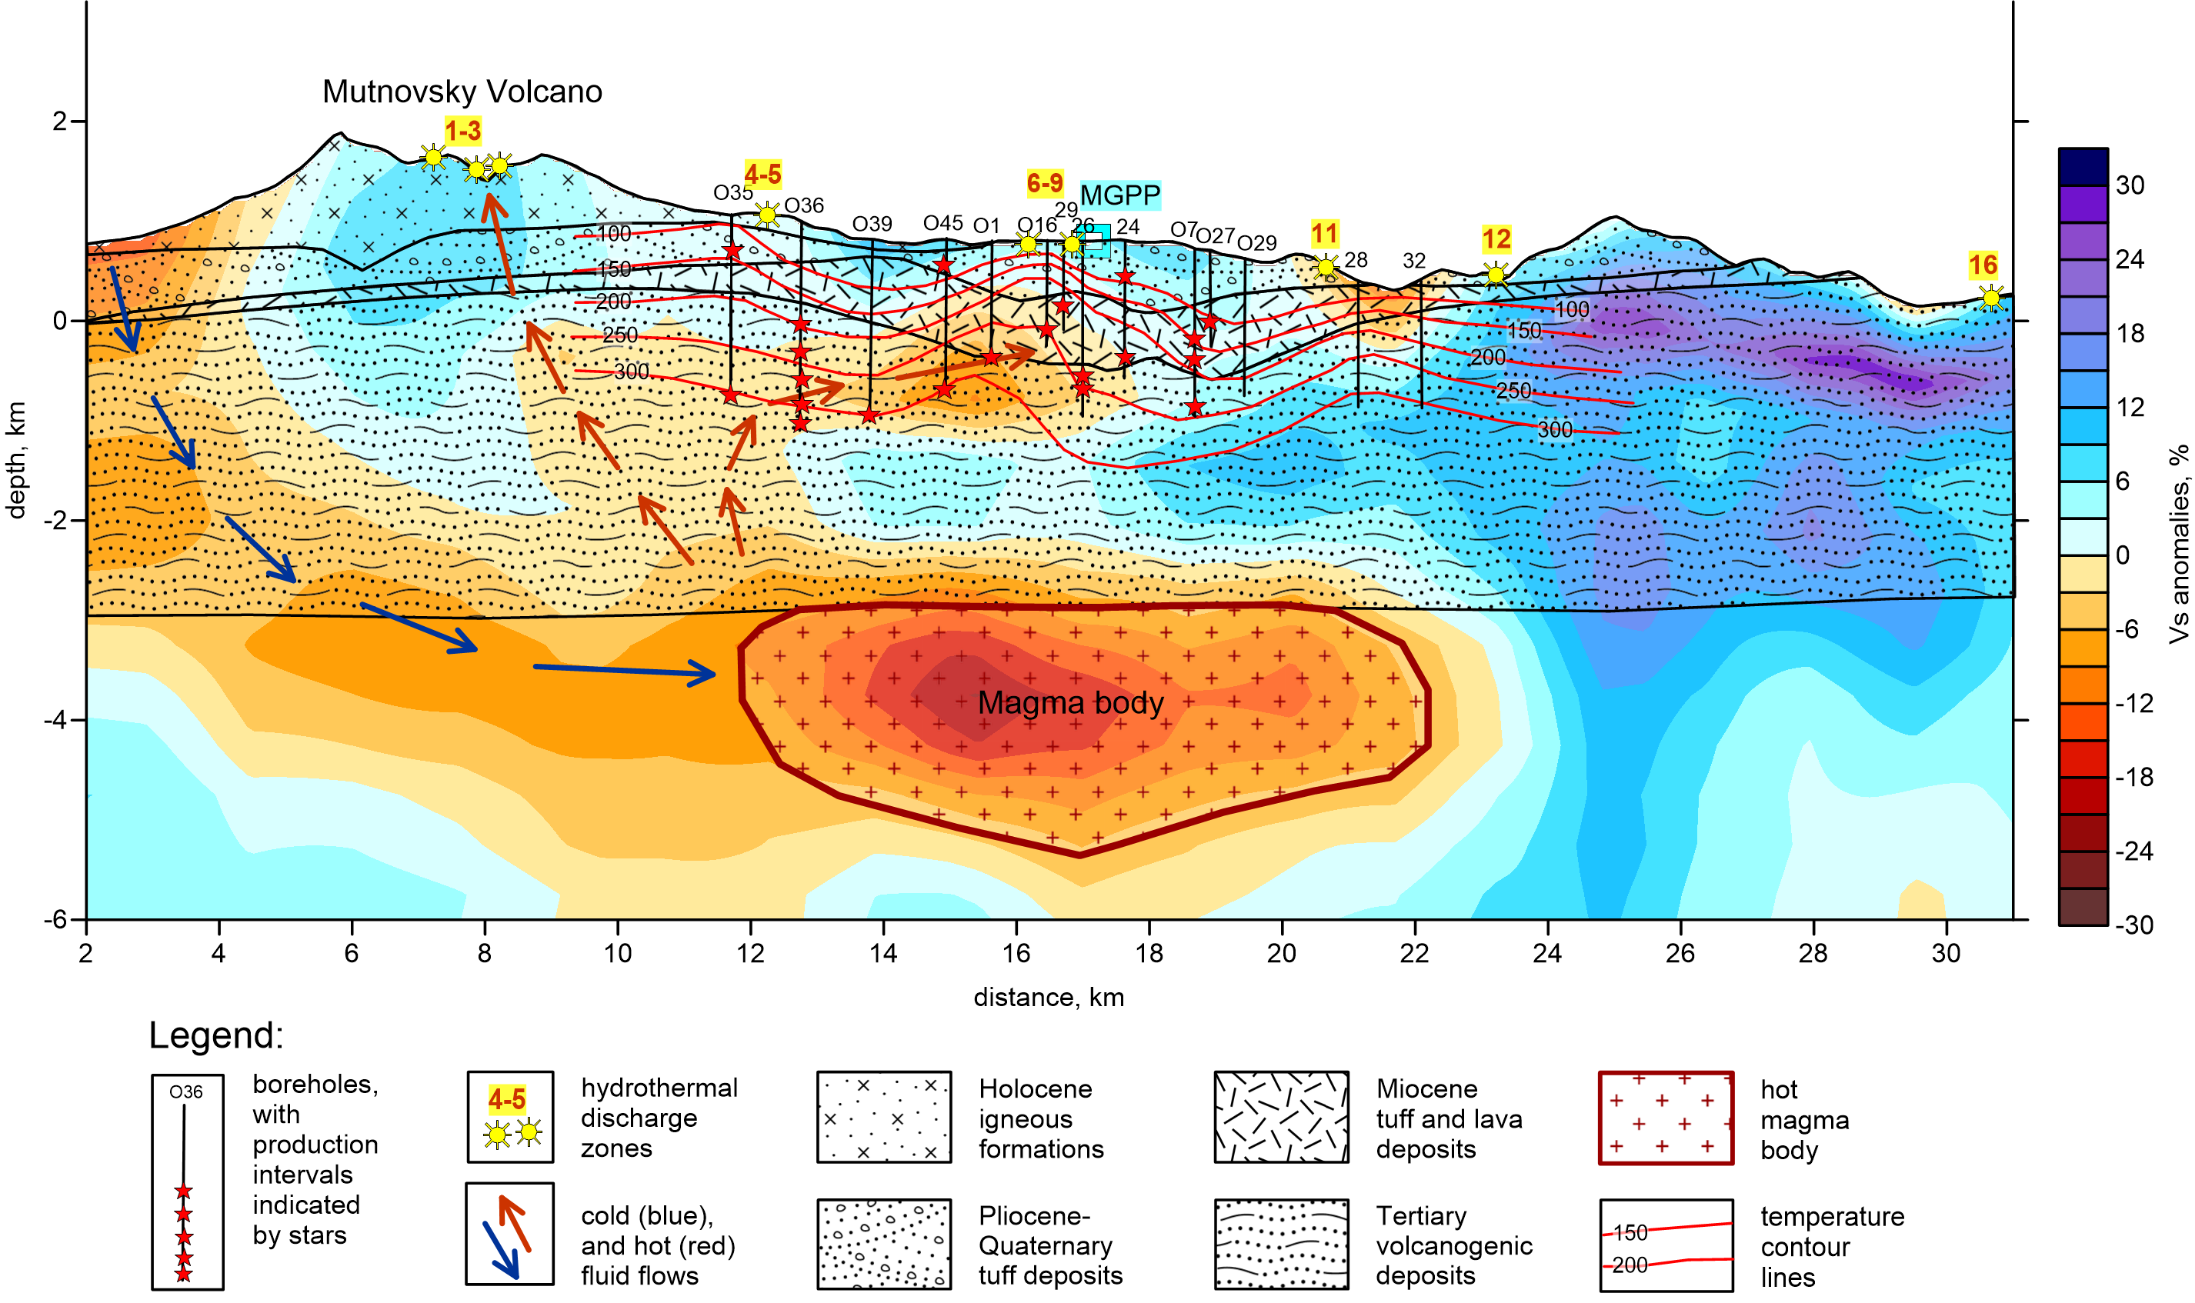 Mutnovsky Volcano
1-3
4-5
6-9
MGPP
11
12
16
O35
O36
O39
O45
O1
O16
29
26
24
O7
O27
O29
28
32
100
150
200
250
300
100
150
200
250
300
Magma body
2
0
-2
-4
-6
depth, km
2 4 6 8 10 12 14 16 18 20 22 24 26 28 30
distance, km
30
24
18
12
6
0
-6
-12
-18
-24
-30
Vs anomalies, %
Legend:
O36
boreholes,
with
production
intervals
indicated
by stars
4-5
hydrothermal
discharge
zones
cold (blue),
and hot (red)
fluid flows
Holocene
igneous
formations
Pliocene-
Quaternary
tuff deposits
Miocene
tuff and lava
deposits
Tertiary
volcanogenic
deposits
hot
magma
body
150
200
temperature
contour
lines